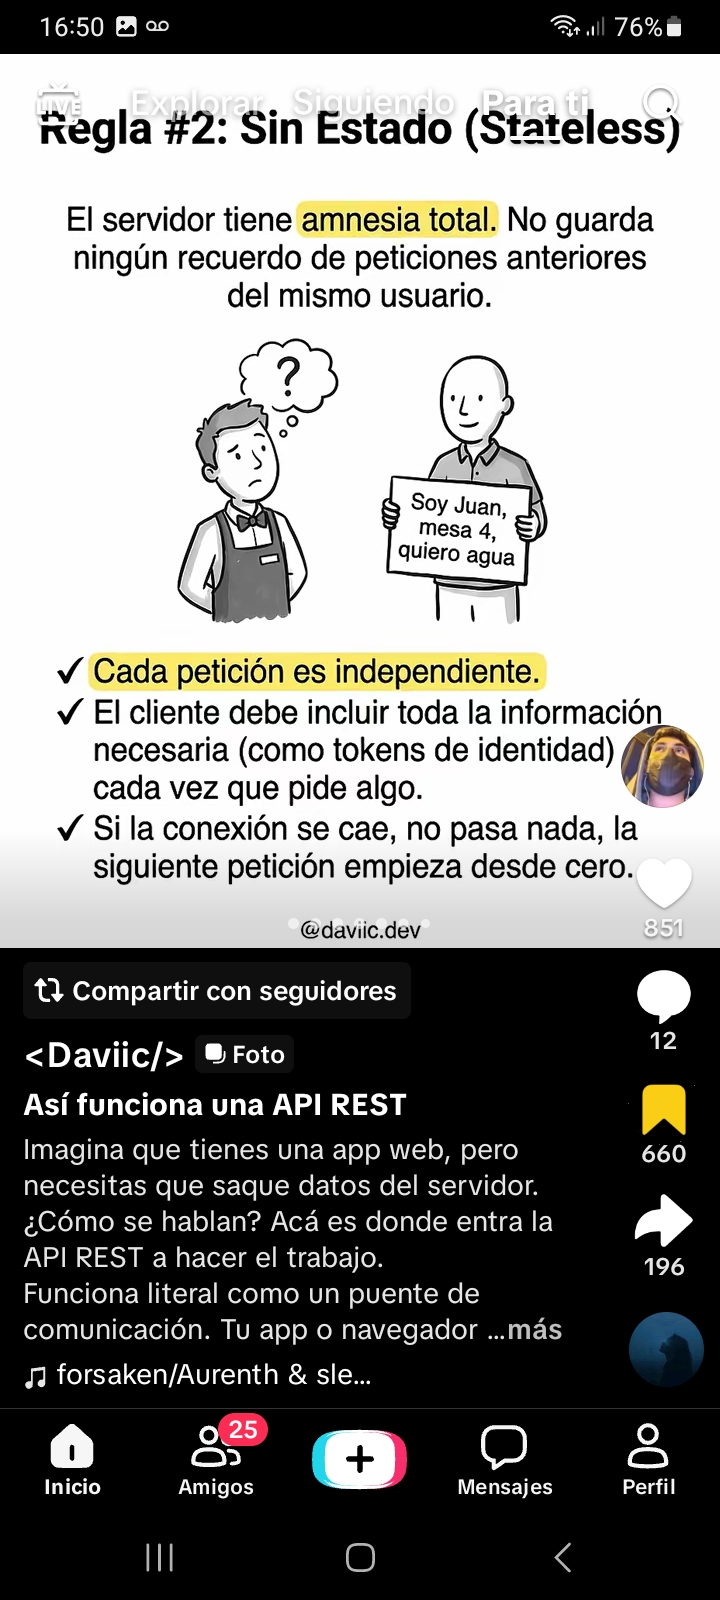 16:50
76%
LIVE
Explorar Siguiendo Para ti
Regla #2: Sin Estado (Stateless)
El servidor tiene amnesia total. No guarda
ningún recuerdo de peticiones anteriores
del mismo usuario.
?
Soy Juan,
mesa 4,
quiero agua
✓ Cada petición es independiente.
✓ El cliente debe incluir toda la información
necesaria (como tokens de identidad)
cada vez que pide algo.
✓ Si la conexión se cae, no pasa nada, la
siguiente petición empieza desde cero.
851
@daviic.dev
Compartir con seguidores
12
<Daviic/> Foto
Así funciona una API REST
Imagina que tienes una app web, pero
necesitas que saque datos del servidor.
660
¿Cómo se hablan? Acá es donde entra la
API REST a hacer el trabajo.
196
Funciona literal como un puente de
comunicación. Tu app o navegador ...más
forsaken/Aurenth & sle...
25
Inicio
Amigos
Mensajes
Perfil